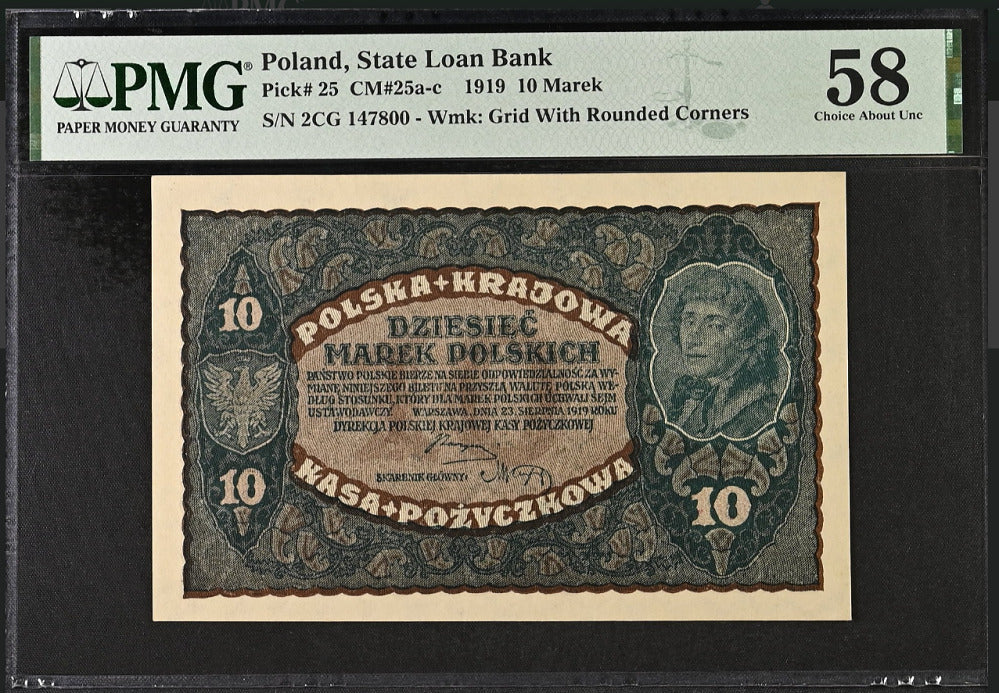 PMG®
PAPER MONEY GUARANTY
Poland, State Loan Bank
Pick# 25 CM#25a-c 1919 10 Marek
S/N 2CG 147800 - Wmk: Grid With Rounded Corners
58
Choice About Unc
POLSKA+KRAJOWA
10
DZIESIĘĆ
MAREK POLSKICH
PAŃSTWO POLSKIE BIERZE NA SIEBIE ODPOWIEDZIALNOŚĆ ZA WY-
MIANĘ NINIEJSZEGO BILETU NA PRZYSZŁĄ WALUTĘ POLSKĄ WE-
DŁUG STOSUNKU, KTÓRY DLA MAREK POLSKICH UCHWALI SEJM
USTAWODAWCZY WARSZAWA, DNIA 23. SIERPNIA 1919 ROKU
DYREKCJA POLSKIEJ KRAJOWEJ KASY POŻYCZKOWEJ
SKARBNIK GŁÓWNY:
10
KASA+POŻYCZKOWA
10